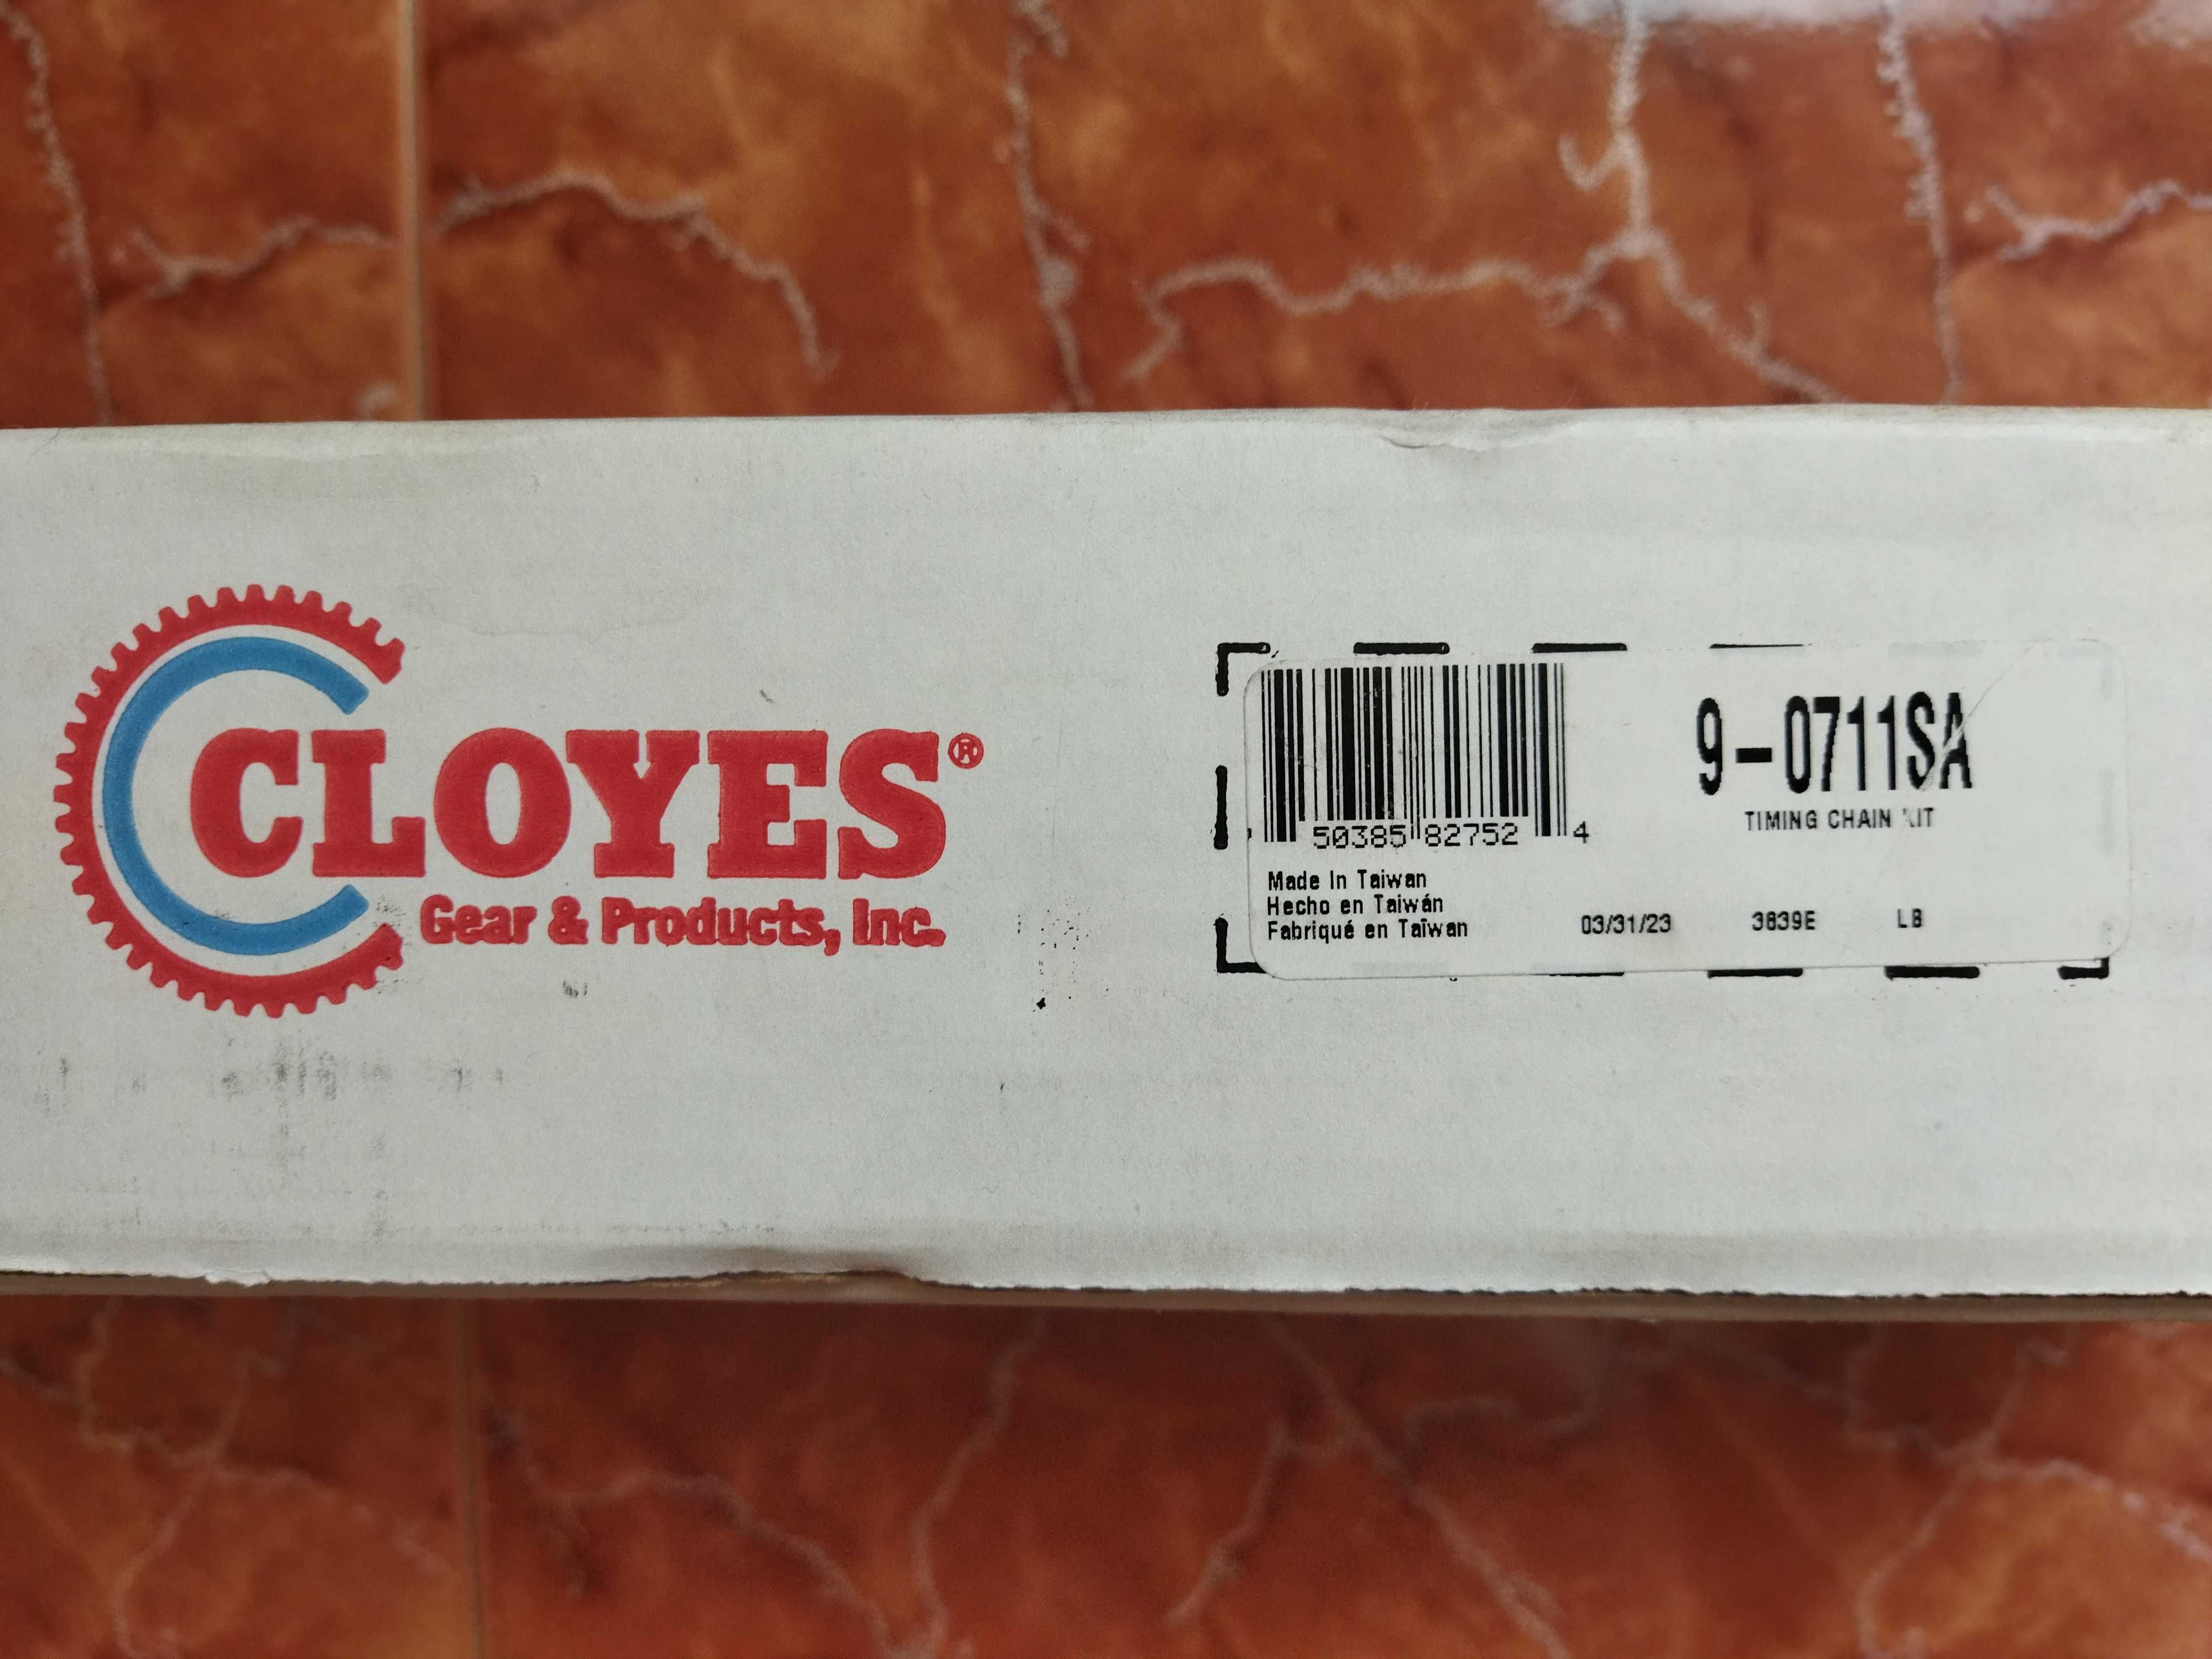 CLOYES®
Gear & Products, Inc.
9-0711SA
TIMING CHAIN KIT
50385 82752 4
Made In Taiwan
Hecho en Taiwán
Fabriqué en Taïwan
03/31/23 3639E LB